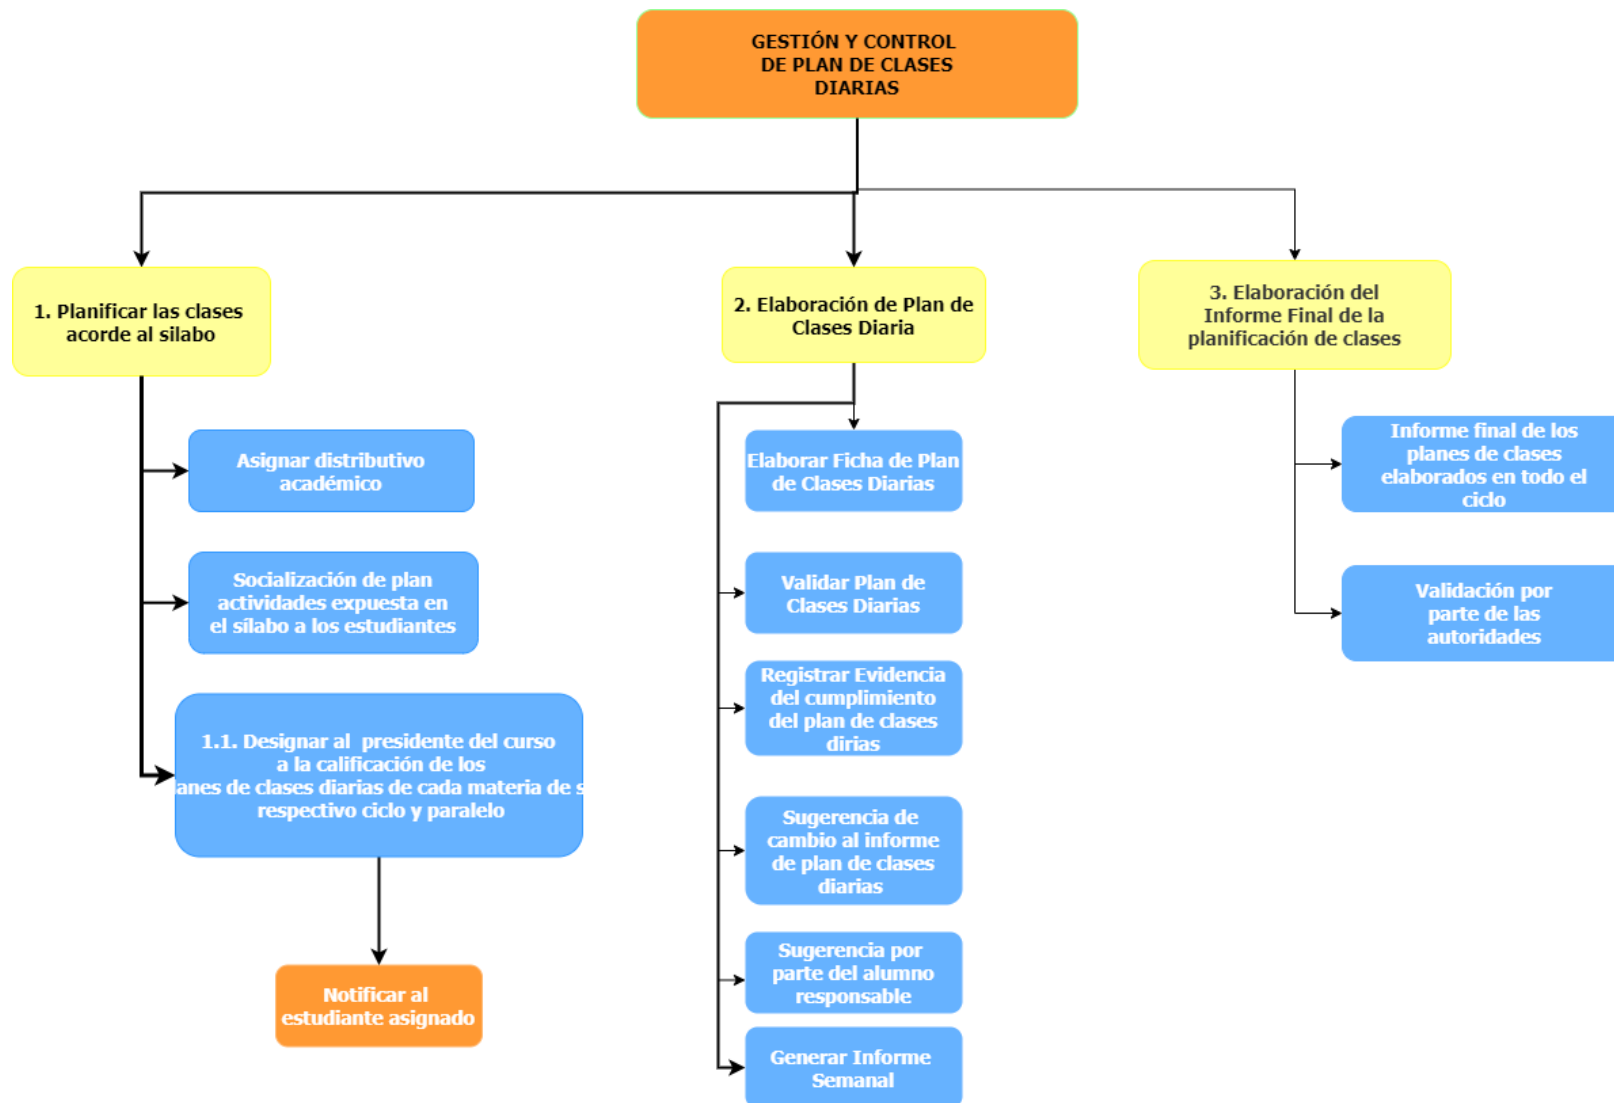 GESTIÓN Y CONTROL
DE PLAN DE CLASES
DIARIAS
1. Planificar las clases
acorde al silabo
Asignar distributivo
académico
Socialización de plan
actividades expuesta en
el sílabo a los estudiantes
1.1. Designar al presidente del curso
a la calificación de los
anes de clases diarias de cada materia de s
respectivo ciclo y paralelo
Notificar al
estudiante asignado
2. Elaboración de Plan de
Clases Diaria
Elaborar Ficha de Plan
de Clases Diarias
Validar Plan de
Clases Diarias
Registrar Evidencia
del cumplimiento
del plan de clases
dirias
Sugerencia de
cambio al informe
de plan de clases
diarias
Sugerencia por
parte del alumno
responsable
Generar Informe
Semanal
3. Elaboración del
Informe Final de la
planificación de clases
Informe final de los
planes de clases
elaborados en todo el
ciclo
Validación por
parte de las
autoridades